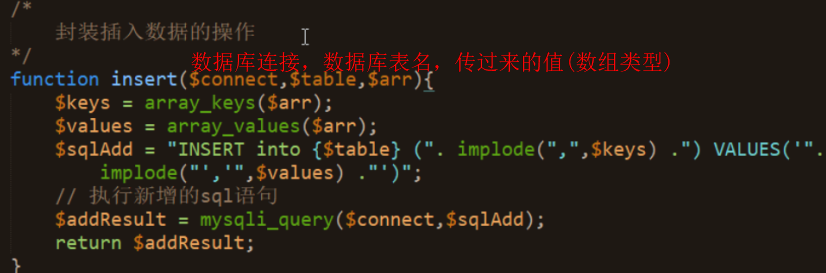 /*
封装插入数据的操作
*/
数据库连接，数据库表名，传过来的值(数组类型)
function insert($connect,$table,$arr){
$keys = array_keys($arr);
$values = array_values($arr);
$sqlAdd = "INSERT into {$table} (". implode(",",$keys) .") VALUES('".
implode("','",$values) ."')";
// 执行新增的sql语句
$addResult = mysqli_query($connect,$sqlAdd);
return $addResult;
}